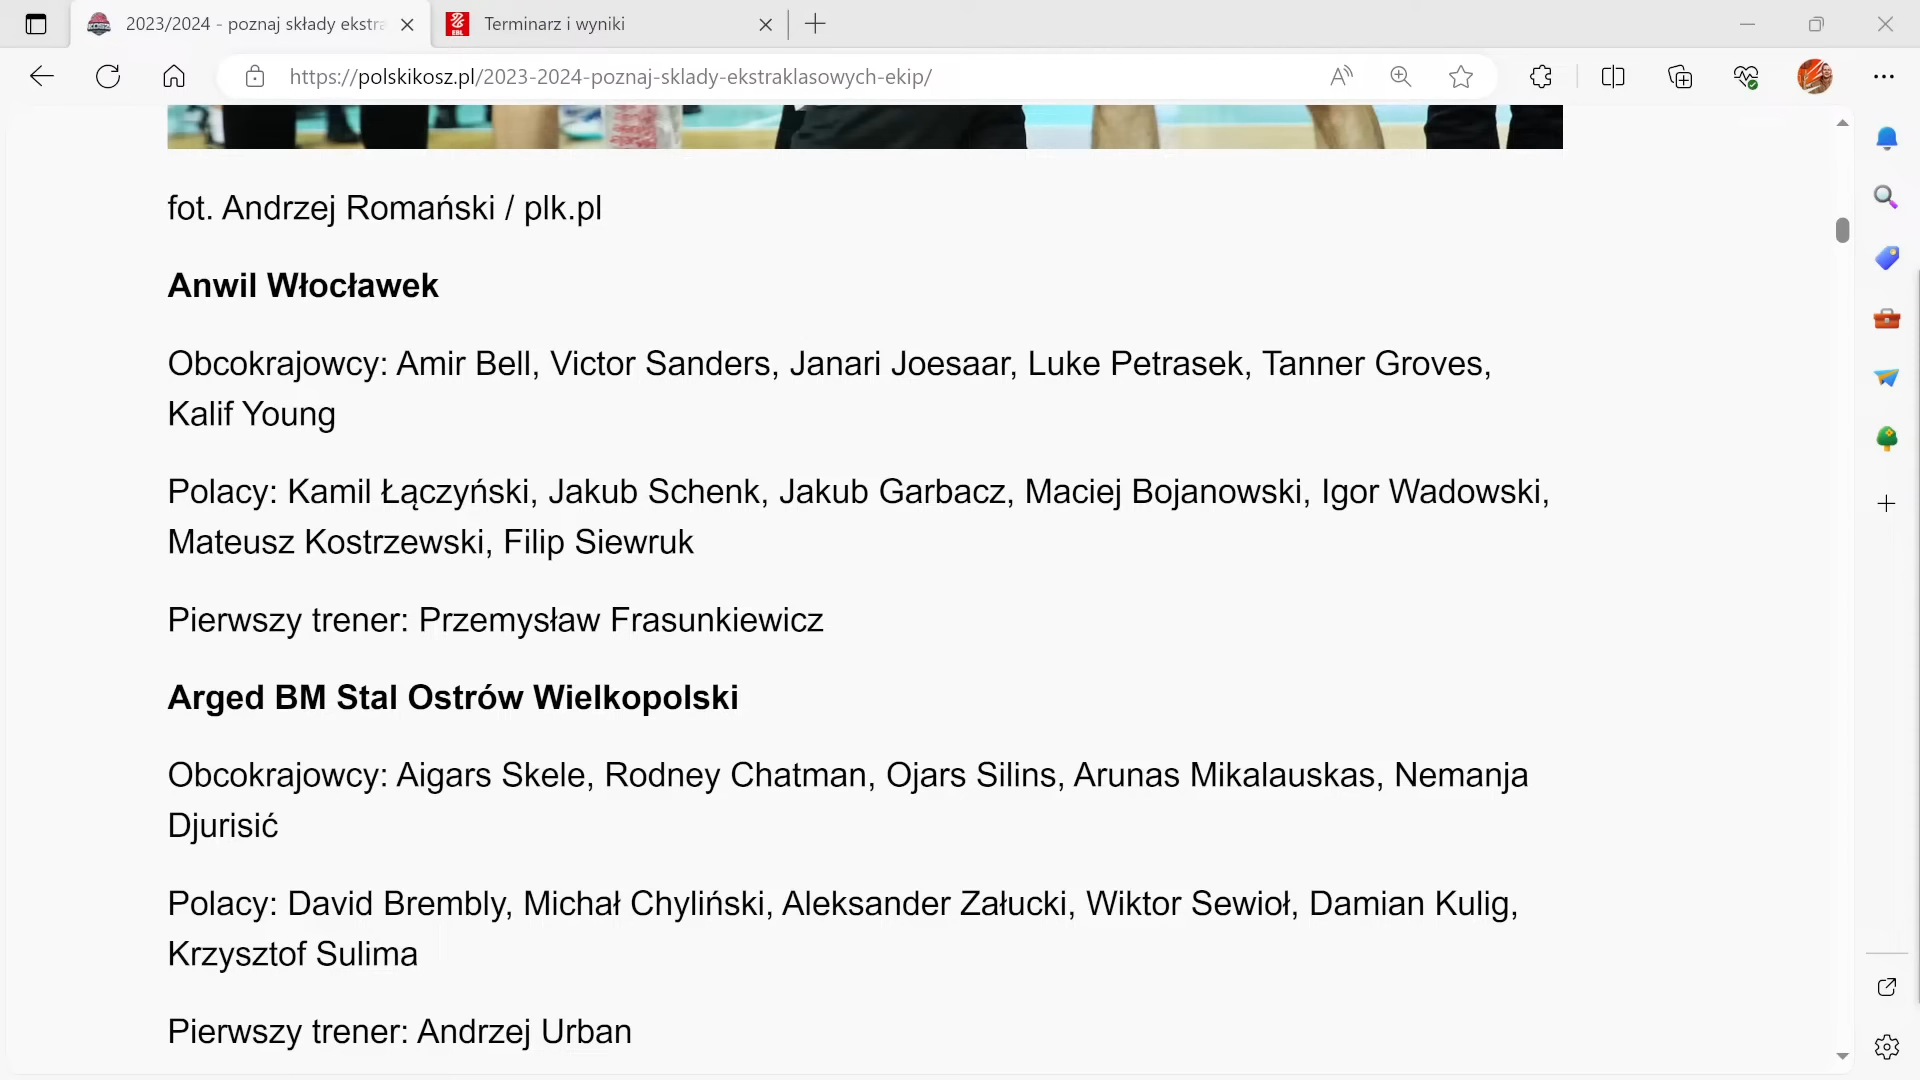 2023/2024 - poznaj składy ekstra
Terminarz i wyniki
https://polskikosz.pl/2023-2024-poznaj-sklady-ekstraklasowych-ekip/
fot. Andrzej Romański / plk.pl
Anwil Włocławek
Obcokrajowcy: Amir Bell, Victor Sanders, Janari Joesaar, Luke Petrasek, Tanner Groves,
Kalif Young
Polacy: Kamil Łączyński, Jakub Schenk, Jakub Garbacz, Maciej Bojanowski, Igor Wadowski,
Mateusz Kostrzewski, Filip Siewruk
Pierwszy trener: Przemysław Frasunkiewicz
Arged BM Stal Ostrów Wielkopolski
Obcokrajowcy: Aigars Skele, Rodney Chatman, Ojars Silins, Arunas Mikalauskas, Nemanja
Djurisić
Polacy: David Brembly, Michał Chyliński, Aleksander Załucki, Wiktor Sewioł, Damian Kulig,
Krzysztof Sulima
Pierwszy trener: Andrzej Urban